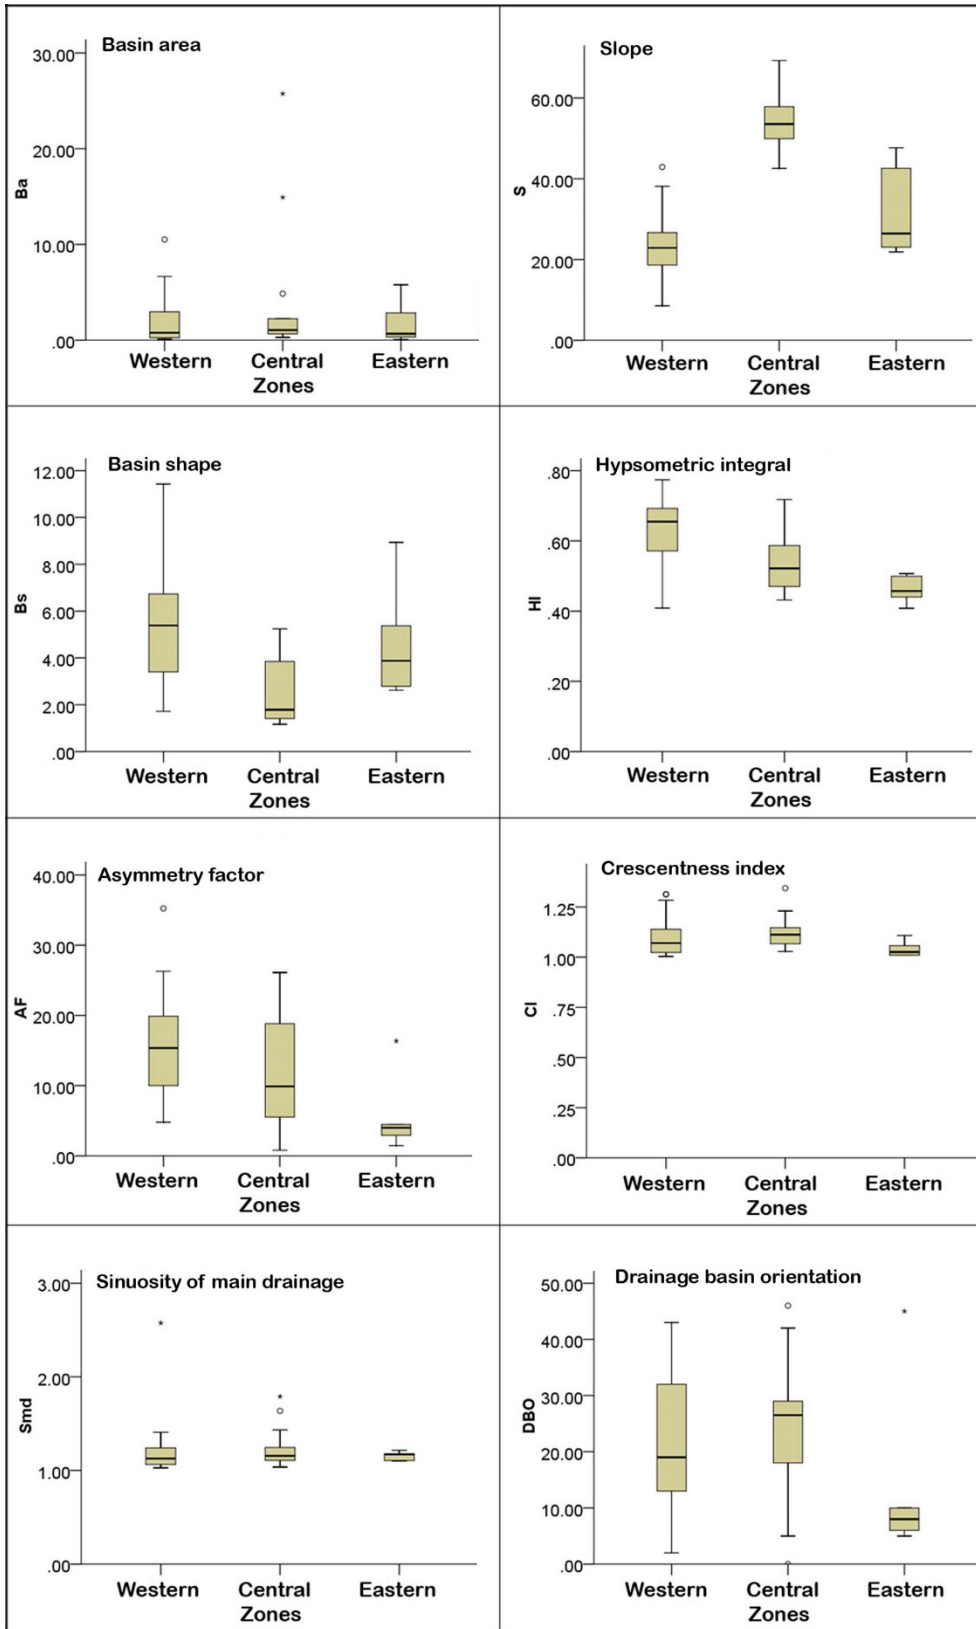 Basin area
30.00
20.00
10.00
.00
Ba
Western
Central
Eastern
Zones
Slope
60.00
40.00
20.00
.00
S
Western
Central
Eastern
Zones
Basin shape
12.00
10.00
8.00
6.00
4.00
2.00
.00
Bs
Western
Central
Eastern
Zones
Hypsometric integral
.80
.60
.40
.20
.00
HI
Western
Central
Eastern
Zones
Asymmetry factor
40.00
30.00
20.00
10.00
.00
AF
Western
Central
Eastern
Zones
Crescentness index
1.25
1.00
.75
.50
.25
.00
CI
Western
Central
Eastern
Zones
Sinuosity of main drainage
3.00
2.00
1.00
.00
Smd
Western
Central
Eastern
Zones
Drainage basin orientation
50.00
40.00
30.00
20.00
10.00
.00
DBO
Western
Central
Eastern
Zones